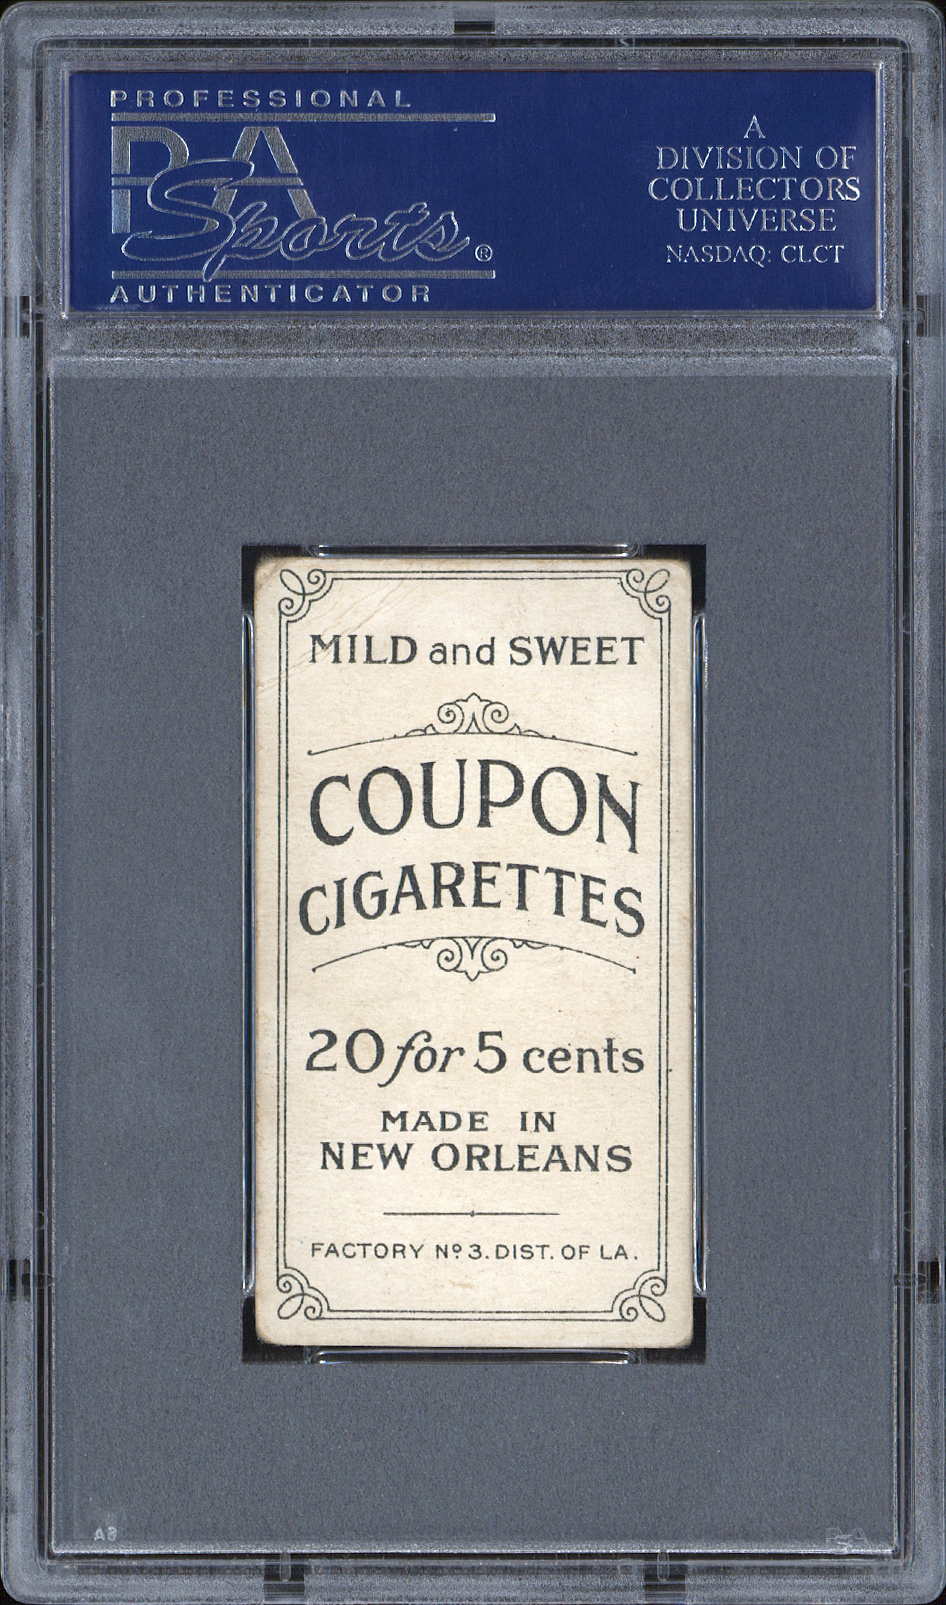 PROFESSIONAL
PSA
Sports®
AUTHENTICATOR
A
DIVISION OF
COLLECTORS
UNIVERSE
NASDAQ: CLCT
MILD and SWEET
COUPON
CIGARETTES
20 for 5 cents
MADE IN
NEW ORLEANS
FACTORY Nº 3. DIST. OF LA.